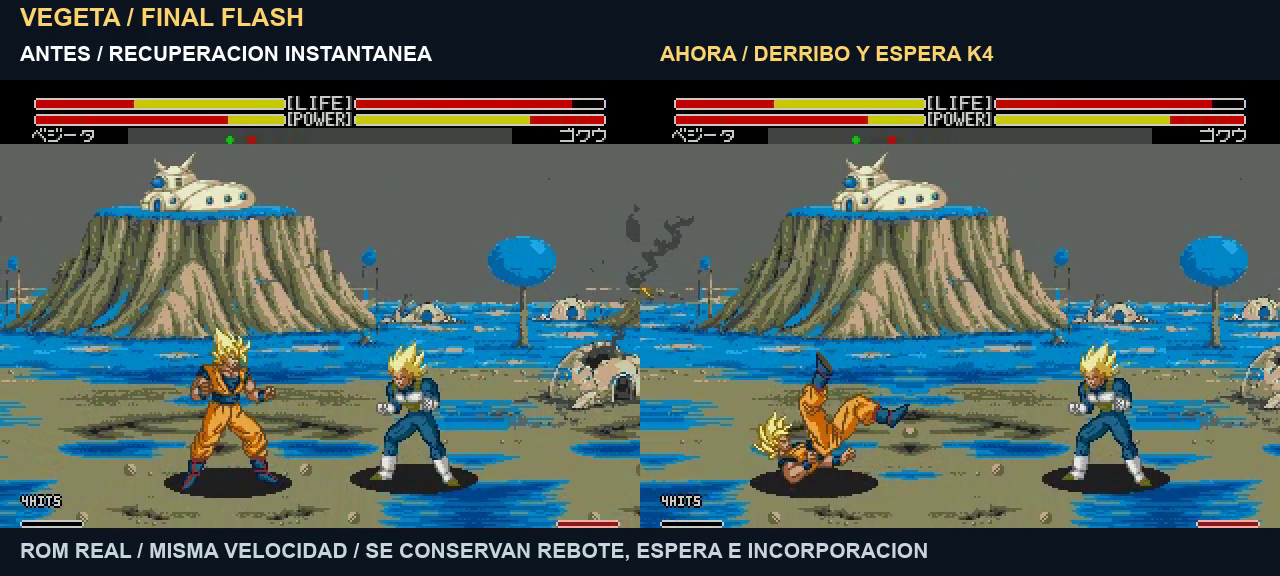 VEGETA / FINAL FLASH
ANTES / RECUPERACION INSTANTANEA
AHORA / DERRIBO Y ESPERA K4
[LIFE]
[POWER]
ベジータ
ゴクウ
[LIFE]
[POWER]
ベジータ
ゴクウ
4HITS
4HITS
ROM REAL / MISMA VELOCIDAD / SE CONSERVAN REBOTE, ESPERA E INCORPORACION